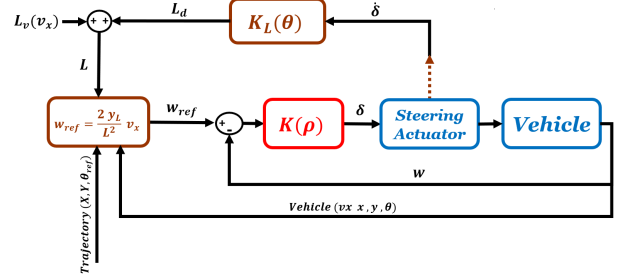 L_v(v_x)
+ +
L_d
K_L(θ)
δ̇
L
w_ref = 2 y_L / L² v_x
w_ref
+
-
K(ρ)
δ
Steering
Actuator
Vehicle
w
Vehicle (vx x, y, θ)
Trajectory (X, Y, θ_ref)